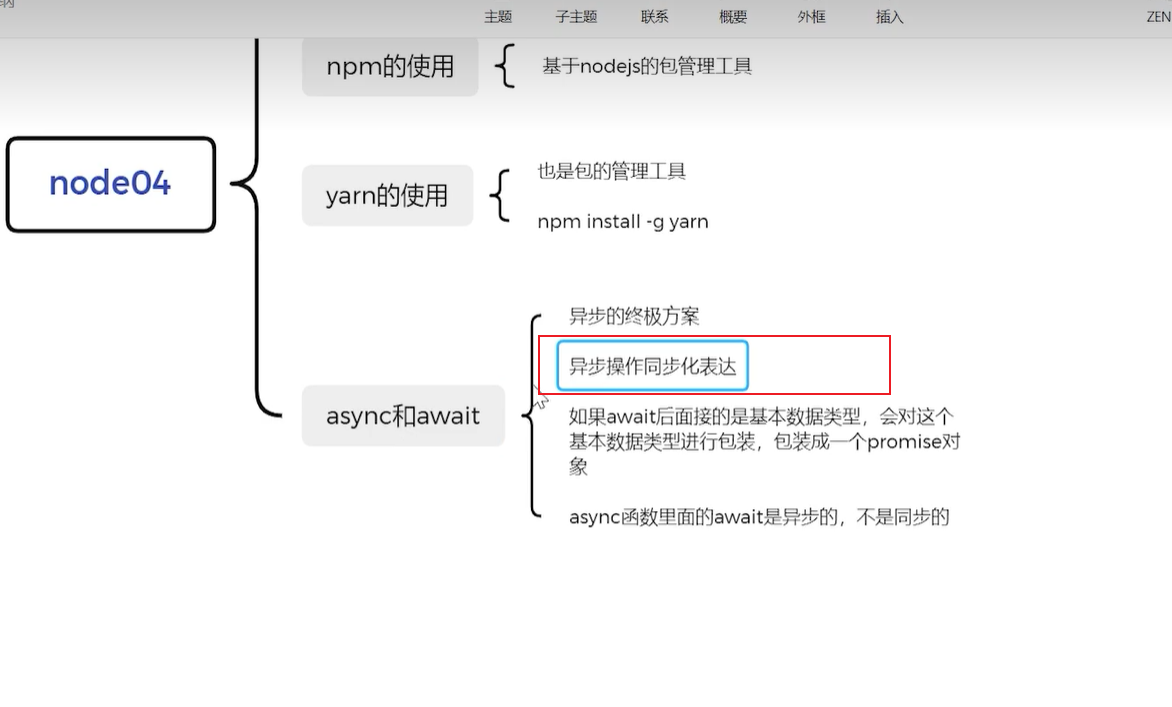 主题 子主题 联系 概要 外框 插入 ZEN
npm的使用
基于nodejs的包管理工具
node04
yarn的使用
也是包的管理工具
npm install -g yarn
async和await
异步的终极方案
异步操作同步化表达
如果await后面接的是基本数据类型，会对这个
基本数据类型进行包装，包装成一个promise对
象
async函数里面的await是异步的，不是同步的